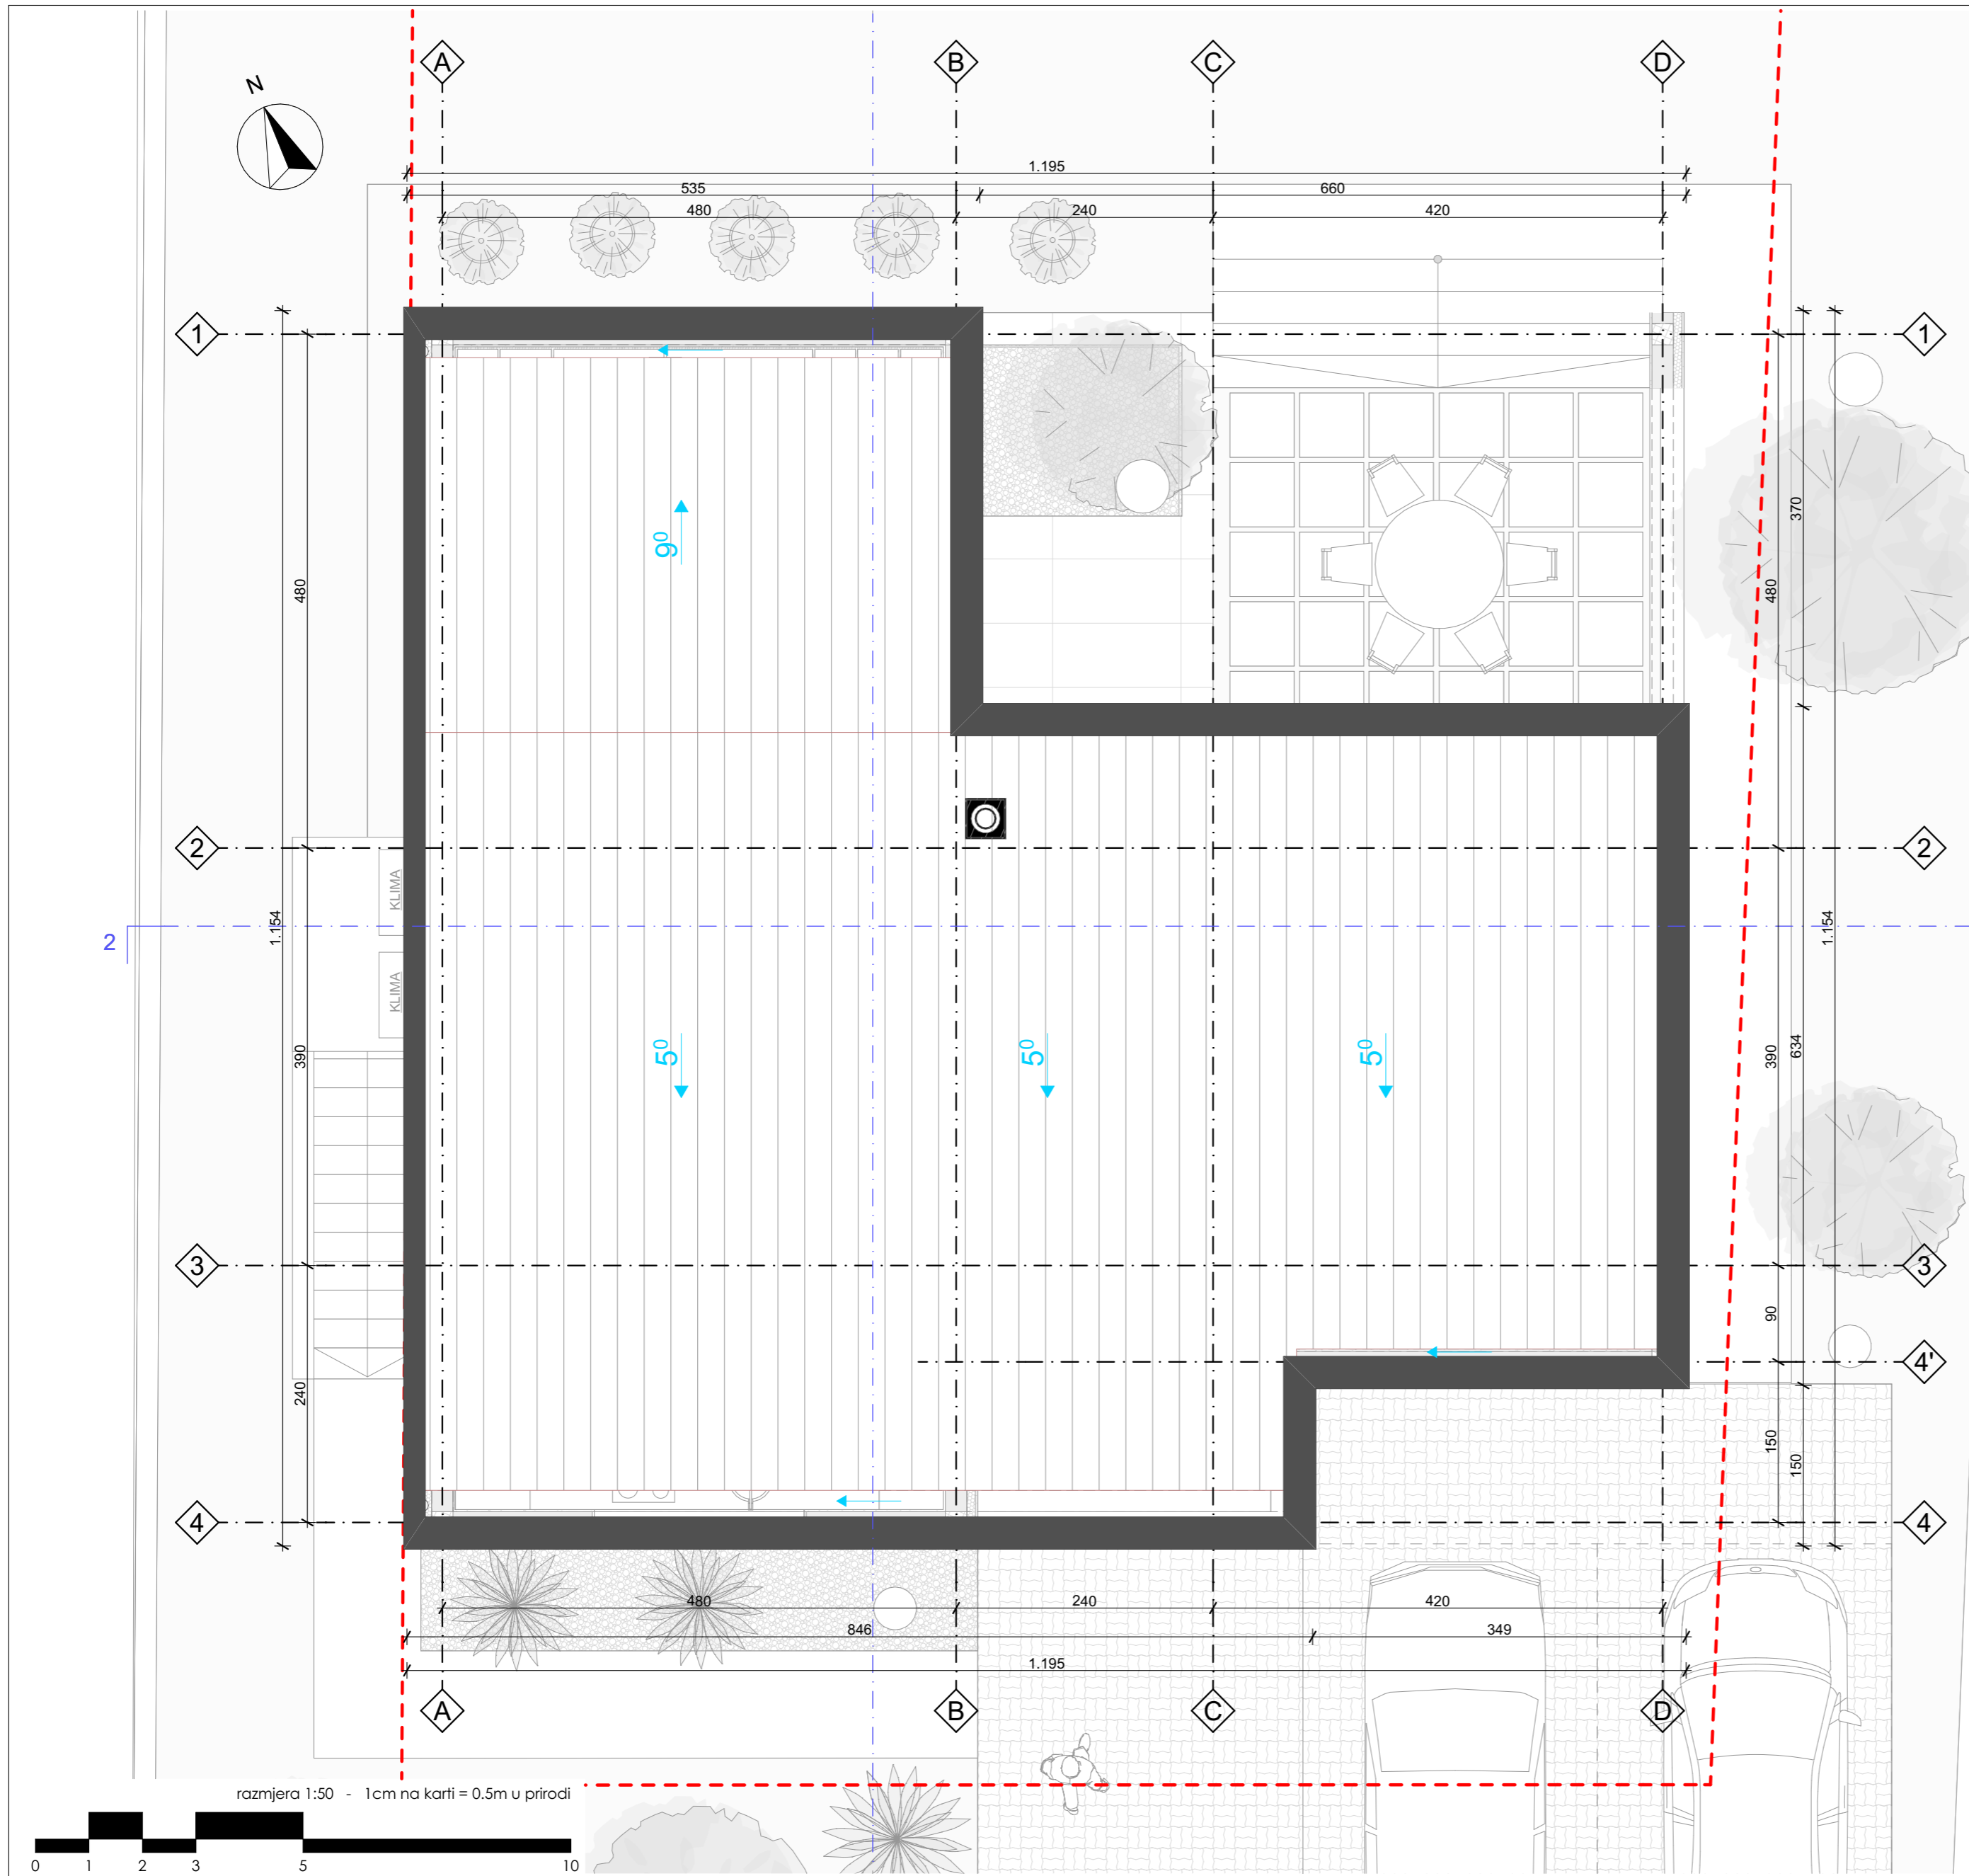 A
B
C
D
N
1.195
535
660
480
240
420
1
1
9⁰
480
370
480
2
2
KLIMA
KLIMA
2
1.154
1.154
5⁰
5⁰
5⁰
390
390
634
3
3
90
4'
240
150
150
4
4
480
240
420
846
349
1.195
A
B
C
D
razmjera 1:50 - 1cm na karti = 0.5m u prirodi
0 1 2 3 5 10